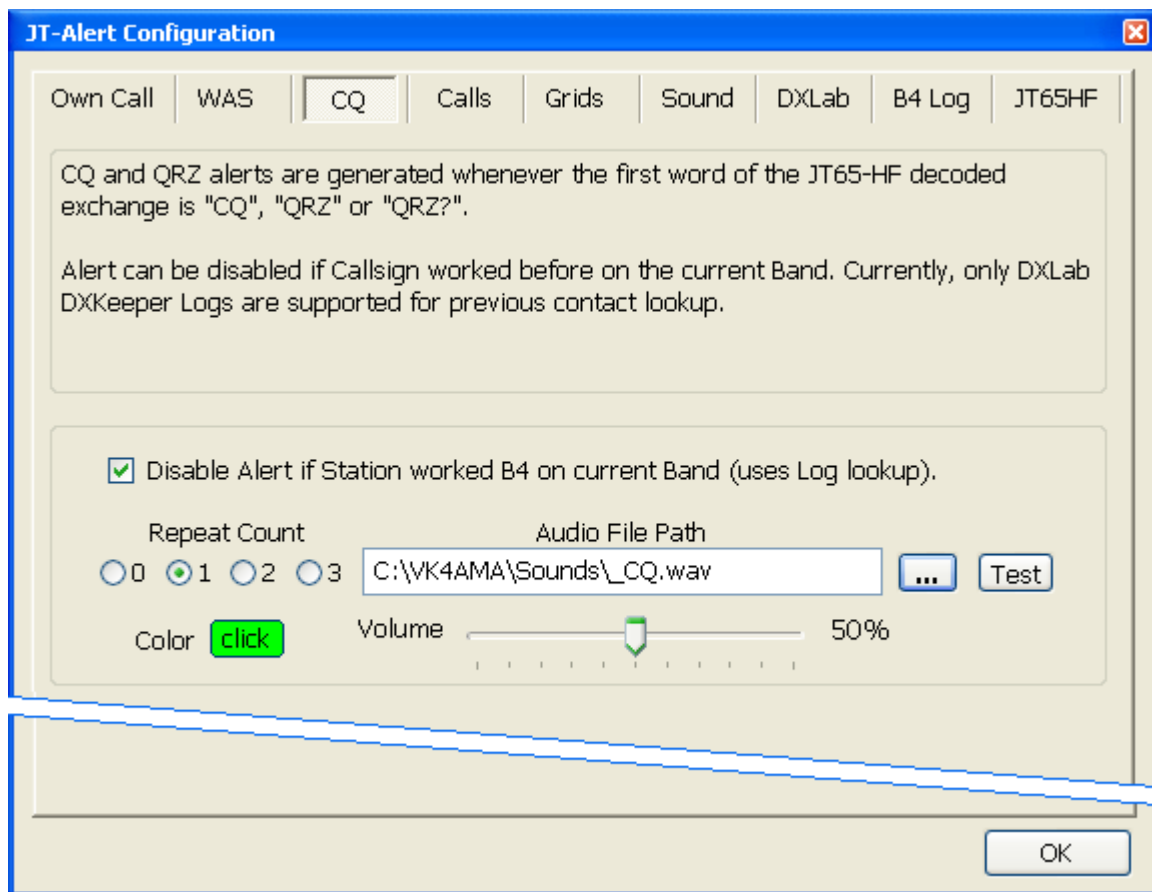 JT-Alert Configuration
Own Call WAS CQ Calls Grids Sound DXLab B4 Log JT65HF
CQ and QRZ alerts are generated whenever the first word of the JT65-HF decoded
exchange is "CQ", "QRZ" or "QRZ?".
Alert can be disabled if Callsign worked before on the current Band. Currently, only DXLab
DXKeeper Logs are supported for previous contact lookup.
Disable Alert if Station worked B4 on current Band (uses Log lookup).
Repeat Count Audio File Path
0 1 2 3 C:\VK4AMA\Sounds\_CQ.wav ... Test
Color click Volume 50%
OK